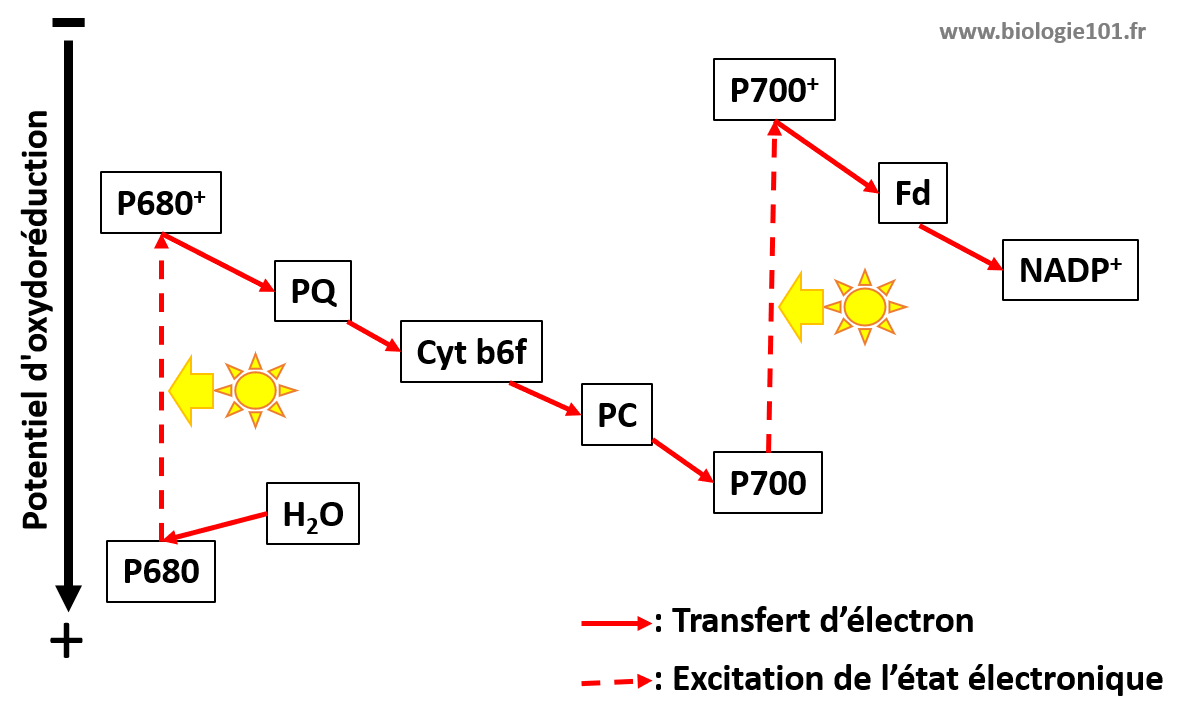 www.biologie101.fr
−
Potentiel d'oxydoréduction
+
P700⁺
P680⁺
Fd
PQ
NADP⁺
Cyt b6f
PC
P700
H₂O
P680
: Transfert d’électron
: Excitation de l’état électronique